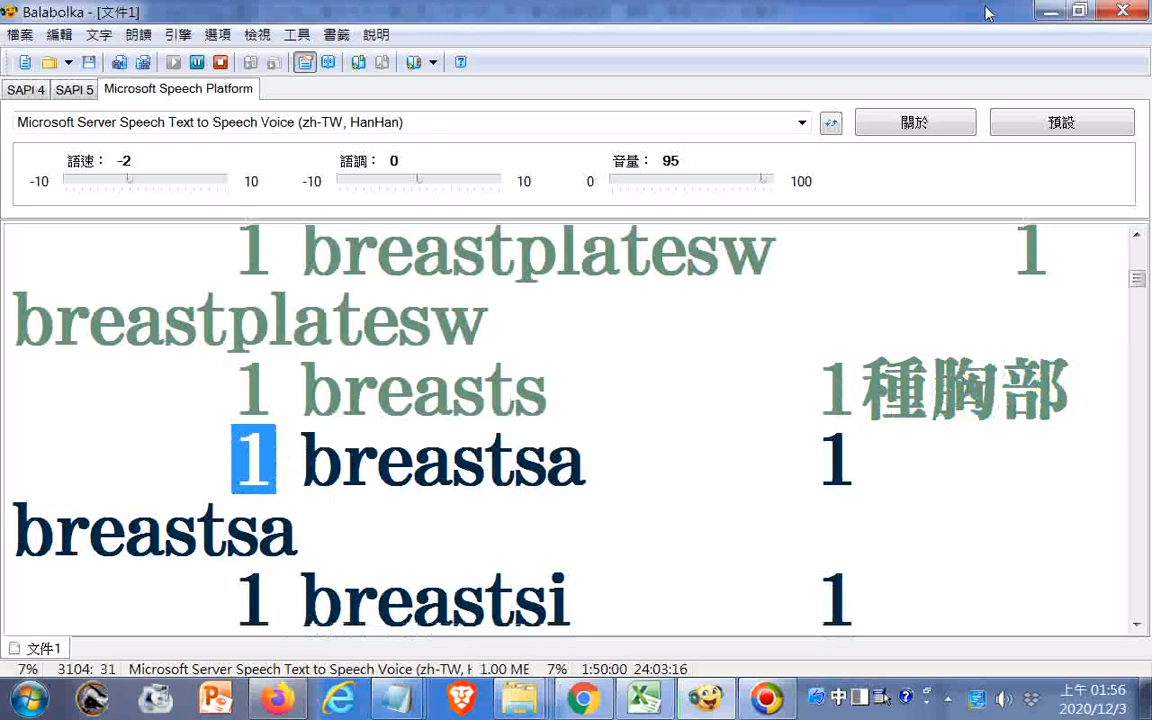 Balabolka - [文件1]
檔案 編輯 文字 朗讀 引擎 選項 檢視 工具 書籤 說明
SAPI 4 SAPI 5 Microsoft Speech Platform
Microsoft Server Speech Text to Speech Voice (zh-TW, HanHan) 關於 預設
語速： -2 語調： 0 音量： 95
-10 10 -10 10 0 100
1 breastplatesw 1
breastplatesw
1 breasts 1種胸部
1 breastsa 1
breastsa
1 breastsi 1
文件1
7% 3104: 31 Microsoft Server Speech Text to Speech Voice (zh-TW, H 1.00 ME 7% 1:50:00 24:03:16
中 上午 01:56
2020/12/3